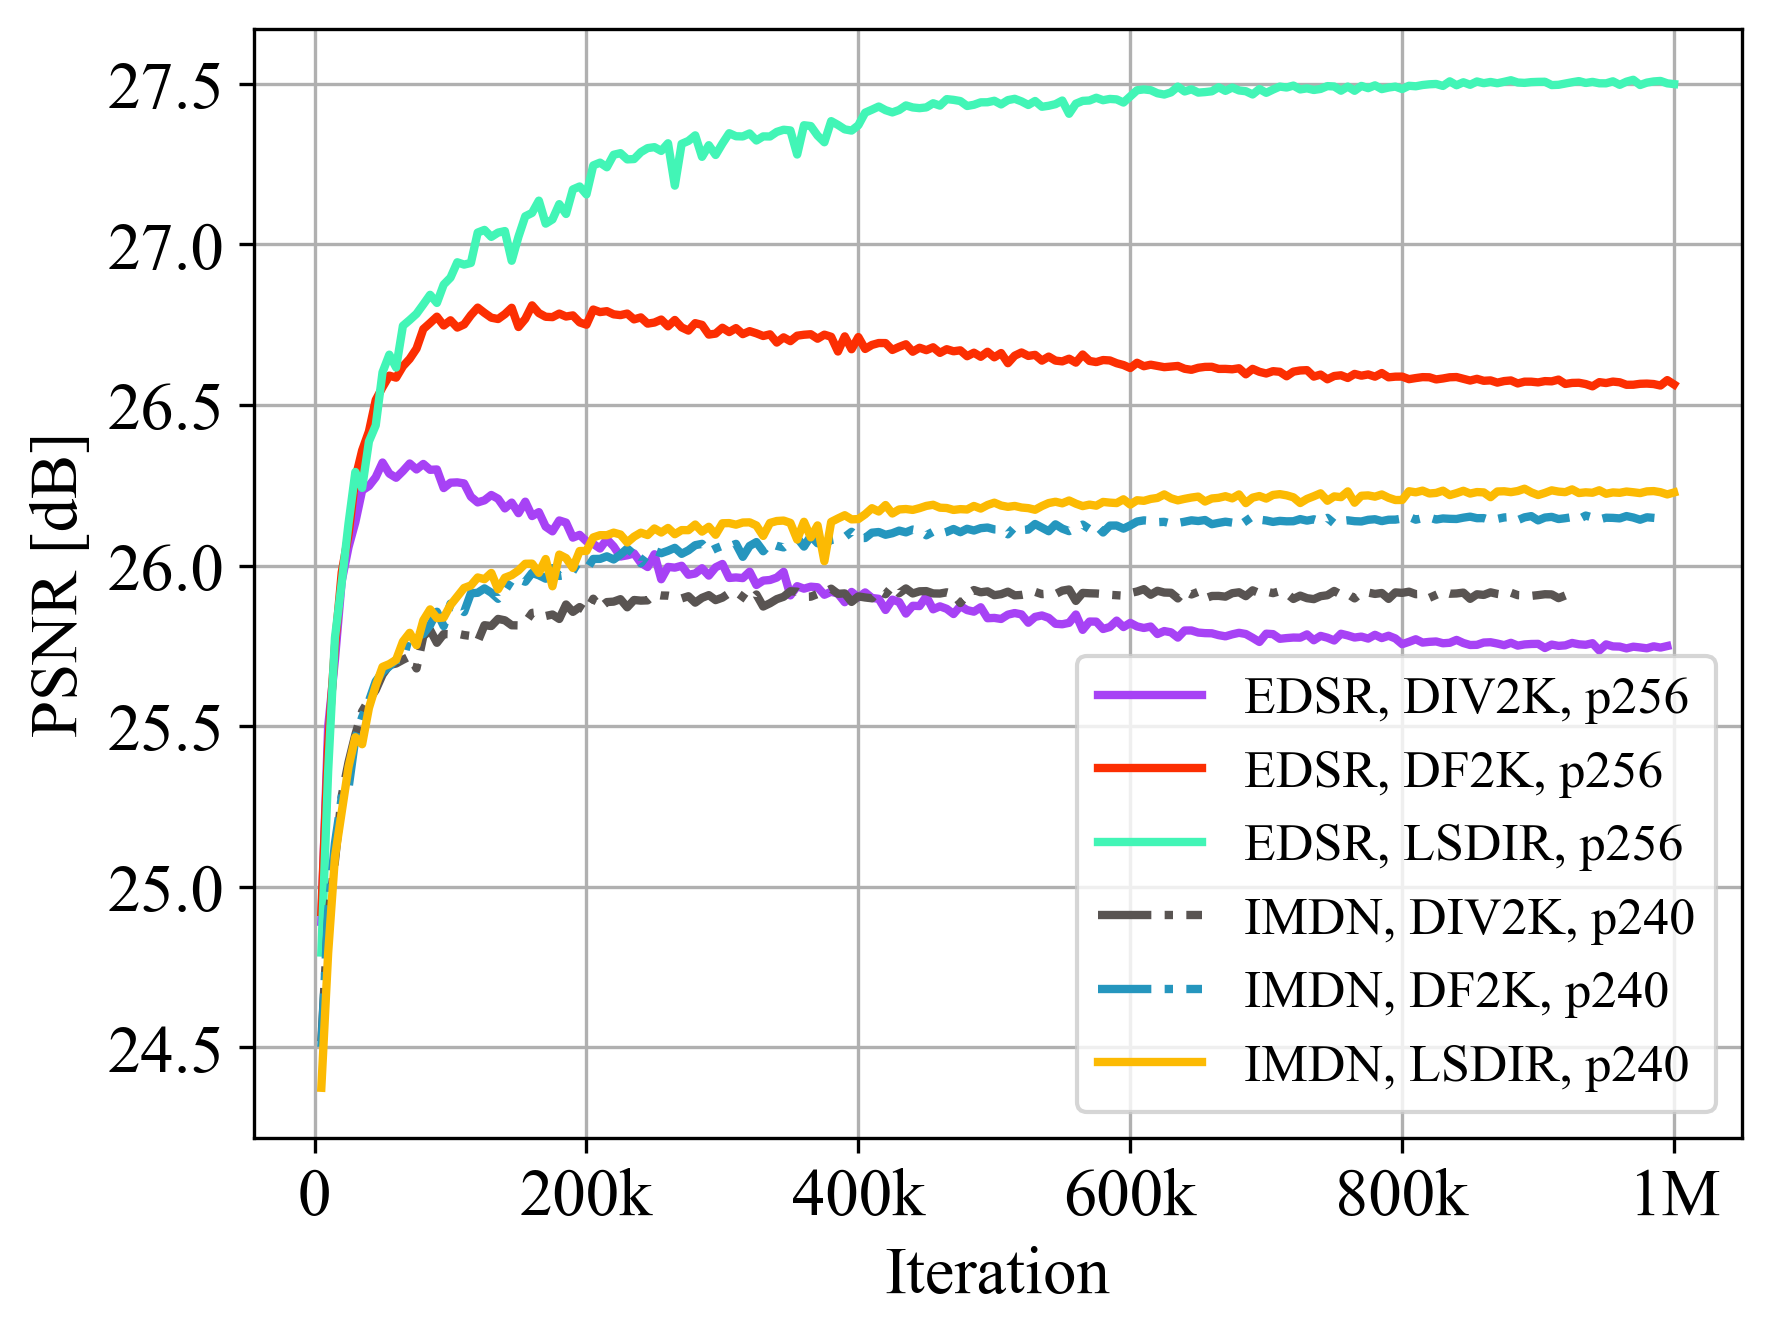 27.5
27.0
26.5
26.0
25.5
25.0
24.5
PSNR [dB]
EDSR, DIV2K, p256
EDSR, DF2K, p256
EDSR, LSDIR, p256
IMDN, DIV2K, p240
IMDN, DF2K, p240
IMDN, LSDIR, p240
0 200k 400k 600k 800k 1M
Iteration